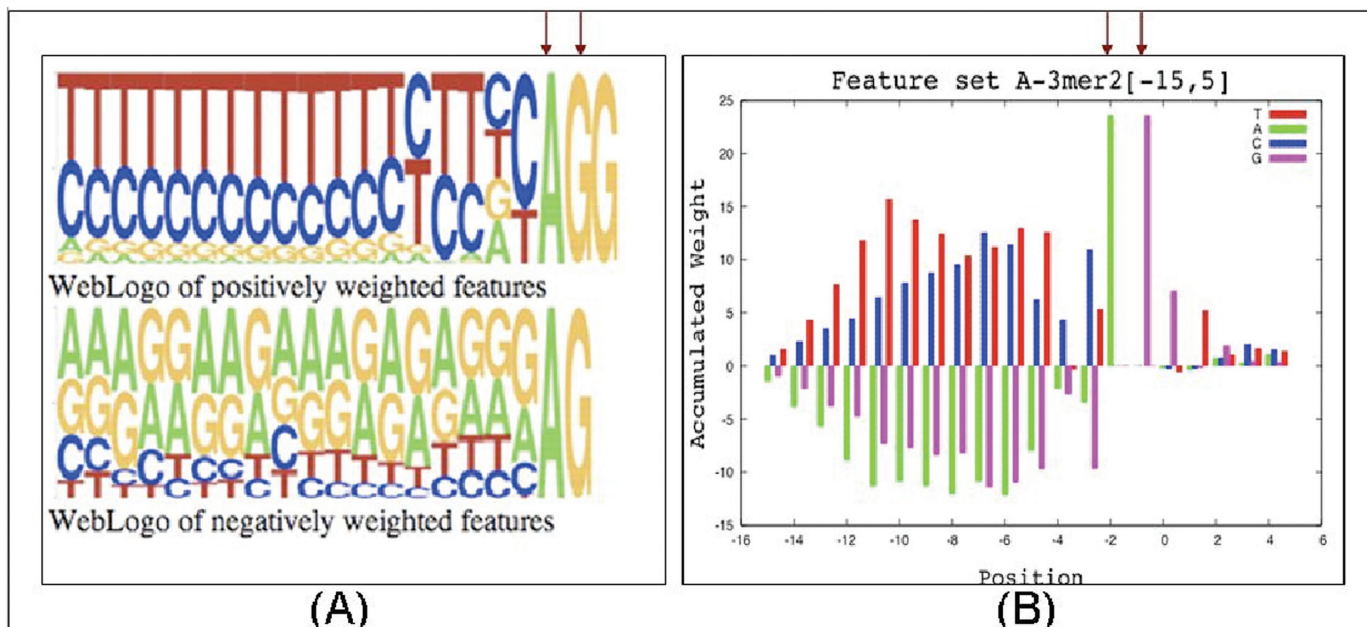 WebLogo of positively weighted features
WebLogo of negatively weighted features
(A)
Feature set A-3mer2[-15,5]
T
A
C
G
Accumulated Weight
25
20
15
10
5
0
-5
-10
-15
-16 -14 -12 -10 -8 -6 -4 -2 0 2 4 6
Position
(B)